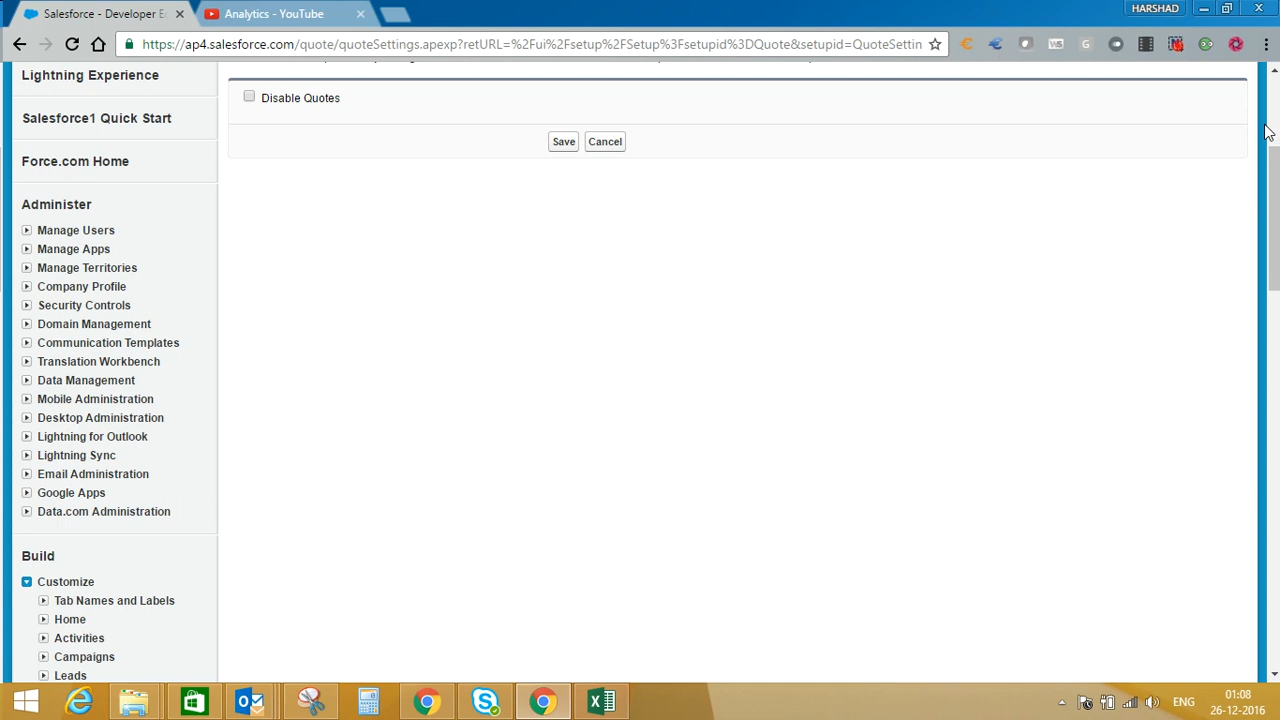 Salesforce - Developer E
Analytics - YouTube
HARSHAD
https://ap4.salesforce.com/quote/quoteSettings.apexp?retURL=%2Fui%2Fsetup%2FSetup%3Fsetupid%3DQuote&setupid=QuoteSettin
Lightning Experience
Disable Quotes
Salesforce1 Quick Start
Save Cancel
Force.com Home
Administer
Manage Users
Manage Apps
Manage Territories
Company Profile
Security Controls
Domain Management
Communication Templates
Translation Workbench
Data Management
Mobile Administration
Desktop Administration
Lightning for Outlook
Lightning Sync
Email Administration
Google Apps
Data.com Administration
Build
Customize
Tab Names and Labels
Home
Activities
Campaigns
Leads
ENG
01:08
26-12-2016